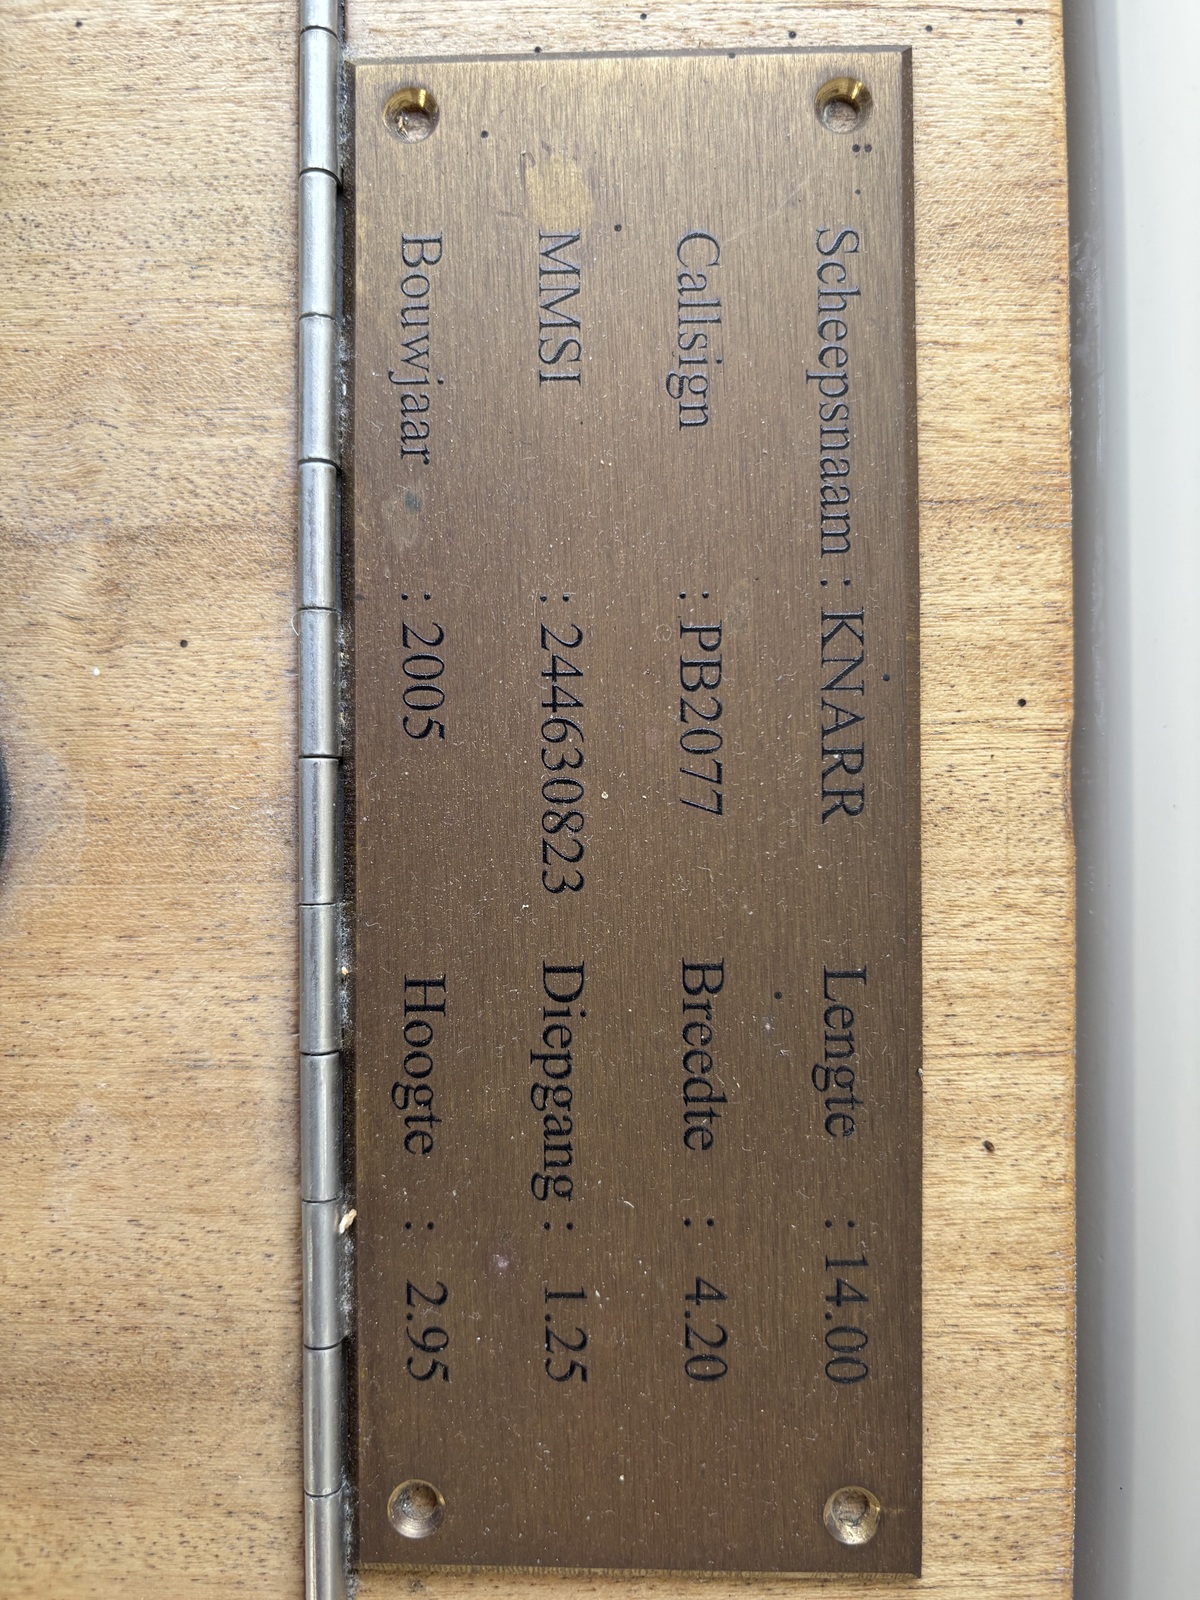 Scheepsnaam : KNARR Lengte : 14.00
Callsign : PB2077 Breedte : 4.20
MMSI : 244630823 Diepgang : 1.25
Bouwjaar : 2005 Hoogte : 2.95